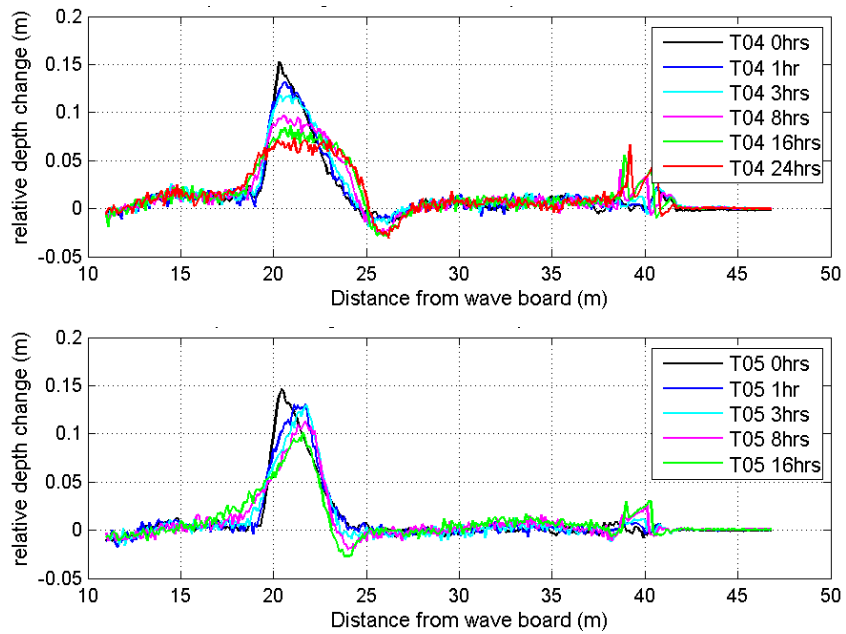 0.2
0.15
0.1
0.05
0
-0.05
relative depth change (m)
T04 0hrs
T04 1hr
T04 3hrs
T04 8hrs
T04 16hrs
T04 24hrs
10 15 20 25 30 35 40 45 50
Distance from wave board (m)
0.2
0.15
0.1
0.05
0
-0.05
relative depth change (m)
T05 0hrs
T05 1hr
T05 3hrs
T05 8hrs
T05 16hrs
10 15 20 25 30 35 40 45 50
Distance from wave board (m)